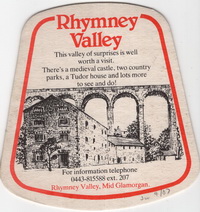 Rhymney
Valley
This valley of surprises is well
worth a visit.
There's a medieval castle, two country
parks, a Tudor house and lots more
to see and do!
For information telephone
0443-815588 ext. 207
Rhymney Valley, Mid Glamorgan.